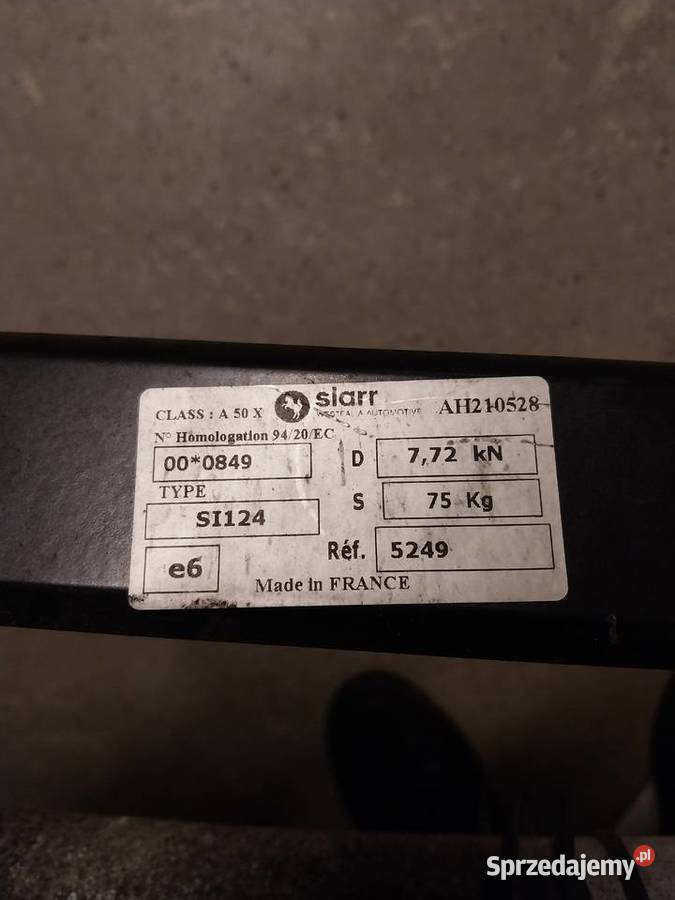 CLASS : A 50 X
siarr
WESTFALIA AUTOMOTIVE
AH210528
N° Homologation 94/20/EC
00*0849
D 7,72 kN
TYPE
SI124
S 75 Kg
e6
Réf. 5249
Made in FRANCE
Sprzedajemy.pl